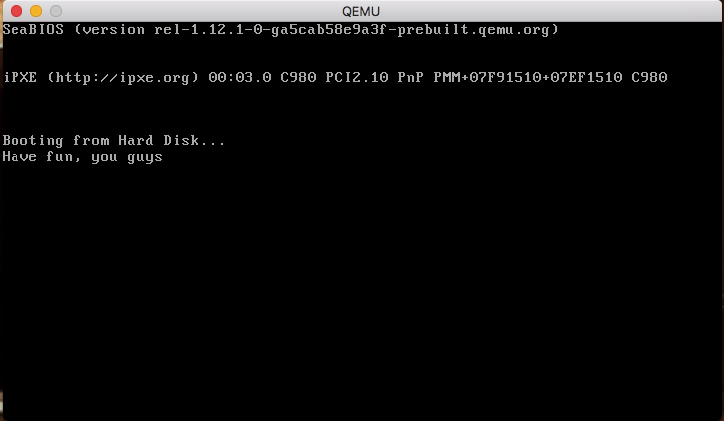 QEMU
SeaBIOS (version rel-1.12.1-0-ga5cab58e9a3f-prebuilt.qemu.org)
iPXE (http://ipxe.org) 00:03.0 C980 PCI2.10 PnP PMM+07F91510+07EF1510 C980
Booting from Hard Disk...
Have fun, you guys